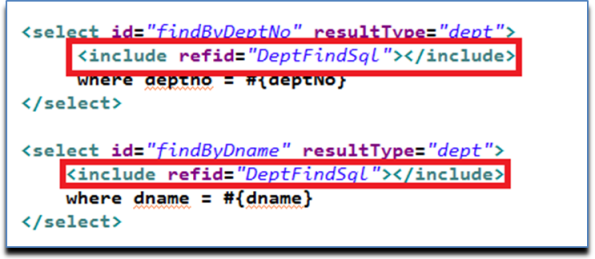 <select id="findByDeptNo" resultType="dept">
<include refid="DeptFindSql"></include>
where deptno = #{deptNo}
</select>
<select id="findByDname" resultType="dept">
<include refid="DeptFindSql"></include>
where dname = #{dname}
</select>